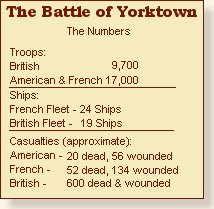 The Battle of Yorktown
The Numbers
Troops:
British 9,700
American & French 17,000
Ships:
French Fleet - 24 Ships
British Fleet - 19 Ships
Casualties (approximate):
American - 20 dead, 56 wounded
French - 52 dead, 134 wounded
British - 600 dead & wounded